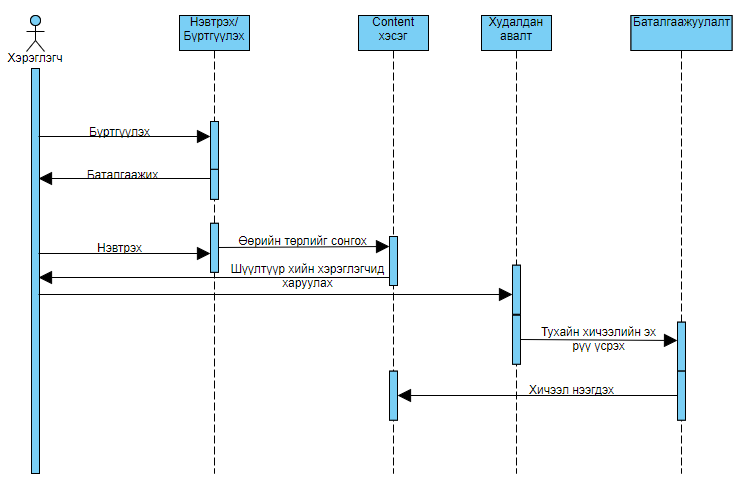 Нэвтрэх/
Бүртгүүлэх
Content
хэсэг
Худалдан
авалт
Баталгаажуулалт
Хэрэглэгч
Бүртгүүлэх
Баталгаажих
Нэвтрэх
Өөрийн төрлийг сонгох
Шүүлтүүр хийн хэрэглэгчид
харуулах
Тухайн хичээлийн эх
рүү үсрэх
Хичээл нээгдэх